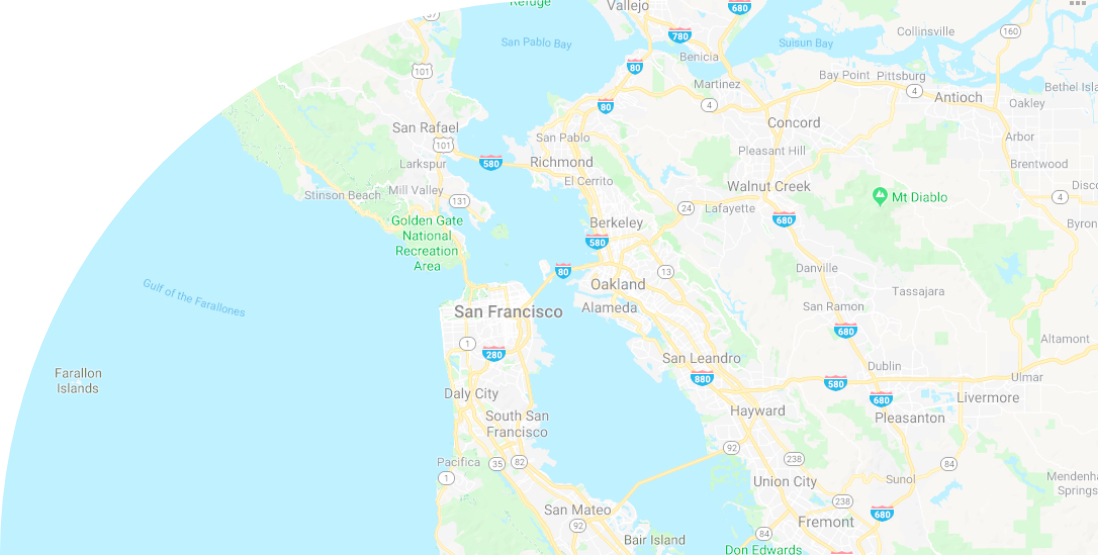 Refuge
Vallejo
680
37
780
Collinsville
160
San Pablo Bay
Suisun Bay
Benicia
101
80
Bay Point
Pittsburg
Martinez
4
Bethel Isla
80
4
Antioch
Oakley
San Rafael
Concord
101
San Pablo
Arbor
Pleasant Hill
Larkspur
580
Richmond
Brentwood
El Cerrito
Walnut Creek
Disco
Stinson Beach
Mill Valley
131
Mt Diablo
4
24
Lafayette
680
Golden Gate
National
Recreation
Area
Berkeley
Byron
580
80
13
Danville
Gulf of the Farallones
Oakland
Tassajara
San Francisco
Alameda
San Ramon
680
1
280
Altamont
San Leandro
Dublin
Farallon
Islands
880
580
Ulmar
Daly City
680
Livermore
South San
Francisco
Hayward
Pleasanton
92
Pacifica
35
82
238
84
1
Union City
Sunol
Mendenh
Springs
238
San Mateo
92
680
Fremont
84
Bair Island
Don Edwards